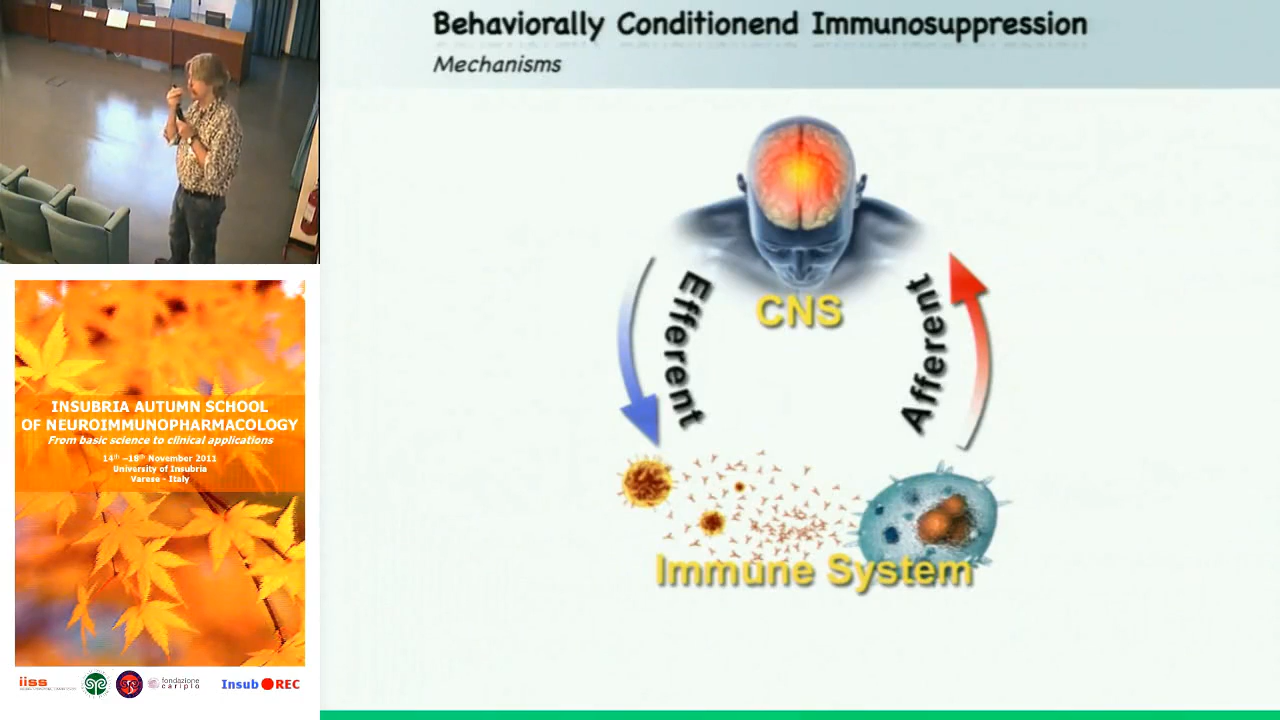 Behaviorally Conditionend Immunosuppression
Mechanisms
Efferent
CNS
Afferent
Immune System
INSUBRIA AUTUMN SCHOOL
OF NEUROIMMUNOPHARMACOLOGY
From basic science to clinical applications
14th –18th November 2011
University of Insubria
Varese - Italy
iiss
fondazione
cariplo
Insub REC